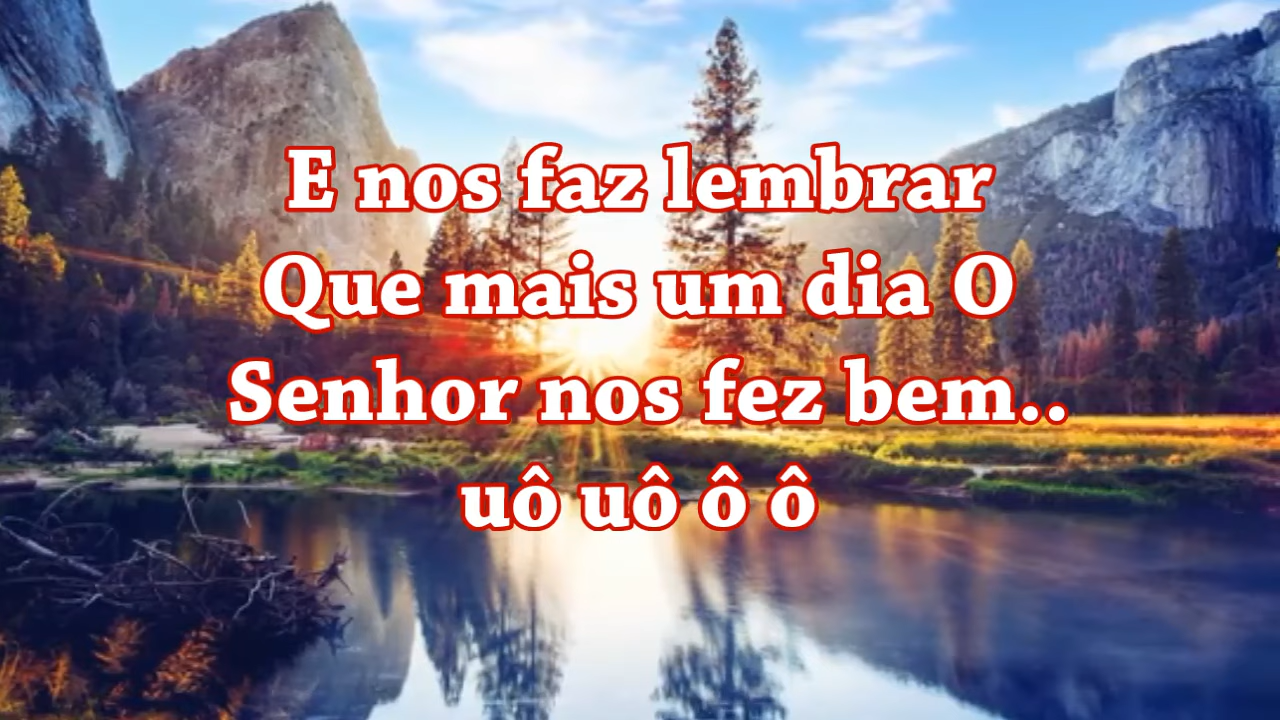 E nos faz lembrar
Que mais um dia O
Senhor nos fez bem..
uô uô ô ô